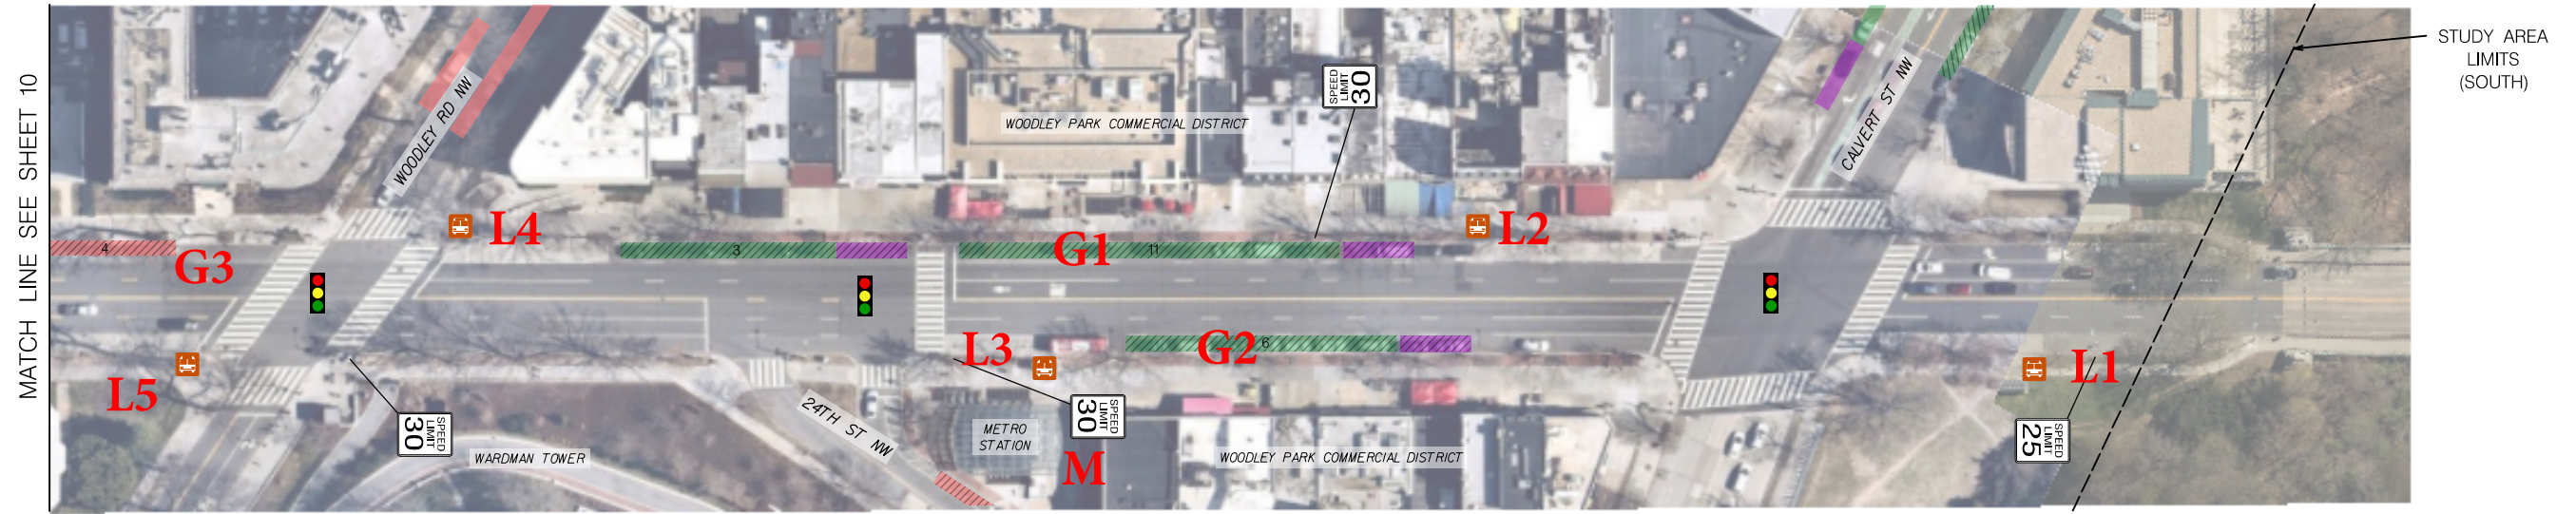 MATCH LINE SEE SHEET 10
WOODLEY RD NW
SPEED
LIMIT
30
WOODLEY PARK COMMERCIAL DISTRICT
CALVERT ST NW
STUDY AREA
LIMITS
(SOUTH)
L4
L2
4
G3
3
G1
11
L3
G2
6
L5
L1
SPEED
LIMIT
30
WARDMAN TOWER
24TH ST NW
METRO
STATION
SPEED
LIMIT
30
M
WOODLEY PARK COMMERCIAL DISTRICT
SPEED
LIMIT
25